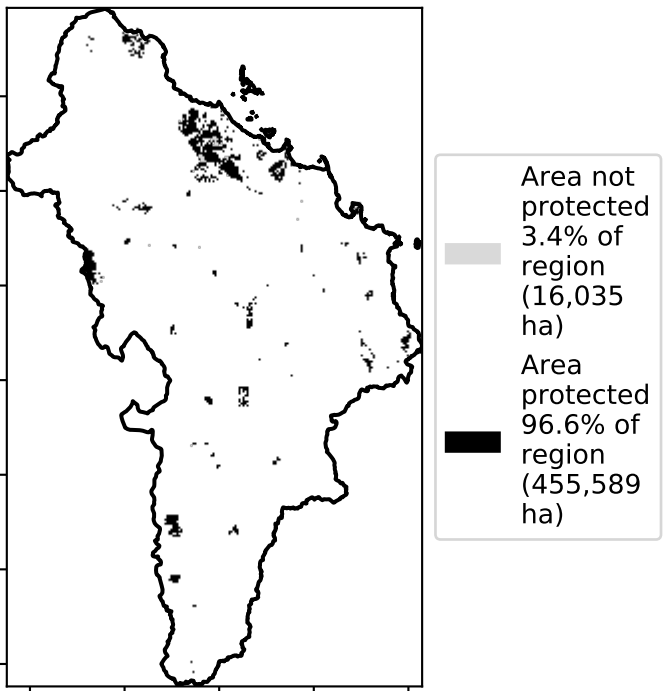 Area not
protected
3.4% of
region
(16,035
ha)
Area
protected
96.6% of
region
(455,589
ha)